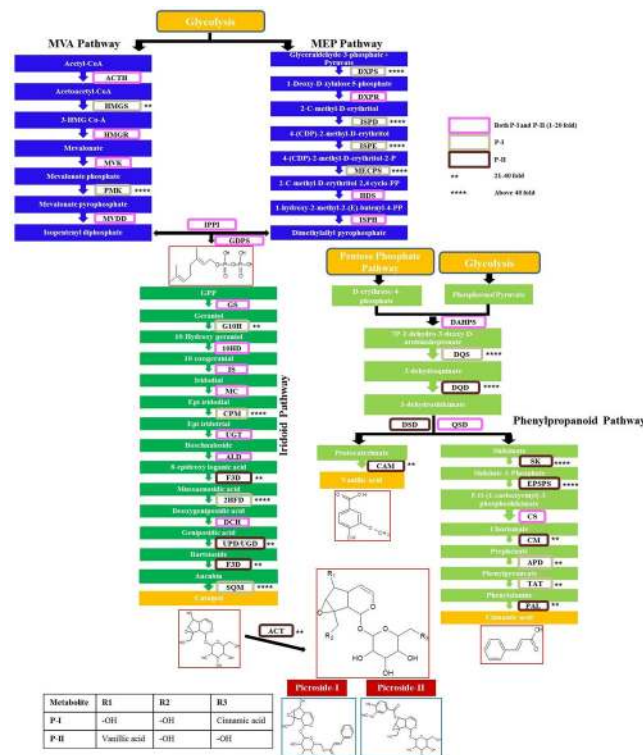 Glycolysis
MVA Pathway
MEP Pathway
Acetyl-CoA
ACTH
Acetoacetyl-CoA
HMGS **
3-HMG Co-A
HMGR
Mevalonate
MVK
Mevalonate phosphate
PMK ****
Mevalonate pyrophosphate
MVDD
Isopentenyl diphosphate
Glyceraldehyde 3-phosphate +
Pyruvate
DXPS ****
1-Deoxy-D-xylulose 5-phosphate
DXPR
2-C-methyl-D-erythritol
ISPD ****
4-(CDP)-2-methyl-D-erythritol
ISPE ****
4-(CDP)-2-methyl-D-erythritol-2-P
MECPS ****
2-C-methyl-D-erythritol 2,4 cyclo-PP
HDS
1-hydroxy-2-methyl-2-(E)-butenyl-4-PP
ISPH
Dimethylallyl pyrophosphate
Both P-I and P-II (1-20 fold)
P-I
P-II
** 21-40 fold
**** Above 40 fold
IPPI
GDPS
GPP
GS
Geraniol
G10H **
10-Hydroxy geraniol
10HD
10-oxogeranial
IS
Iridodial
MC
Epi-iridodial
CPM ****
Epi-iridotrial
UGT
Boschnaloside
ALD
8-epideoxy loganic acid
F3D **
Mussaenosidic acid
2HFD ****
Deoxygeniposidic acid
DCH
Geniposidic acid
UPD/UGD **
Bartsioside
F3D **
Aucubin
SQM ****
Catalpol
Iridoid Pathway
Pentose Phosphate
Pathway
Glycolysis
D-erythrose-4-
phosphate
Phosphoenol Pyruvate
DAHPS
DQS ****
3-dehydroquinate
DQD ****
3-dehydroshikimate
Phenylpropanoid Pathway
DSD
QSD
Protocatechuate
CAM **
Vanillic acid
Shikimate
SK ****
Shikimate-3-Phosphate
EPSPS ****
CS
Chorismate
CM **
Prephenate
APD **
Phenylpyruvate
TAT **
Phenylalanine
PAL **
Cinnamic acid
ACT **
R1
R2
R3
Picroside-I
Picroside-II
Metabolite R1 R2 R3
P-I -OH -OH Cinnamic acid
P-II Vanillic acid -OH -OH